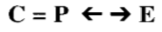 C = P ←→ E